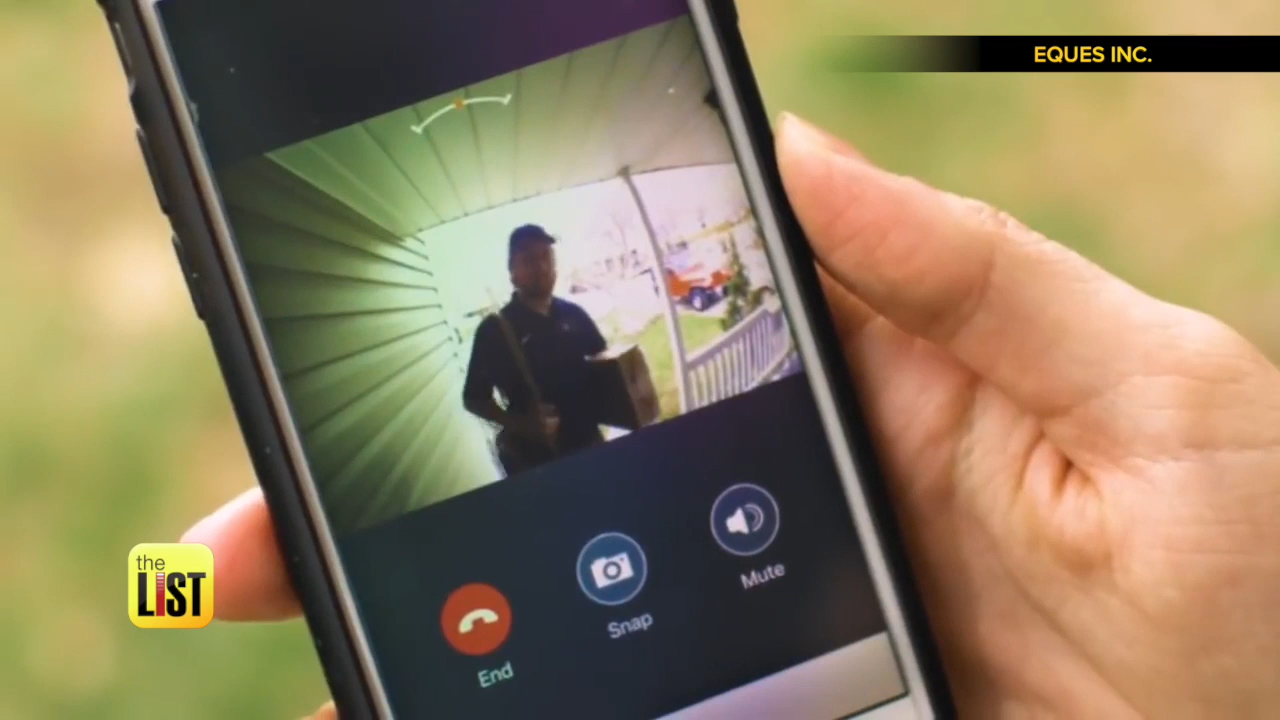 EQUES INC.
the
LIST
Mute
Snap
End